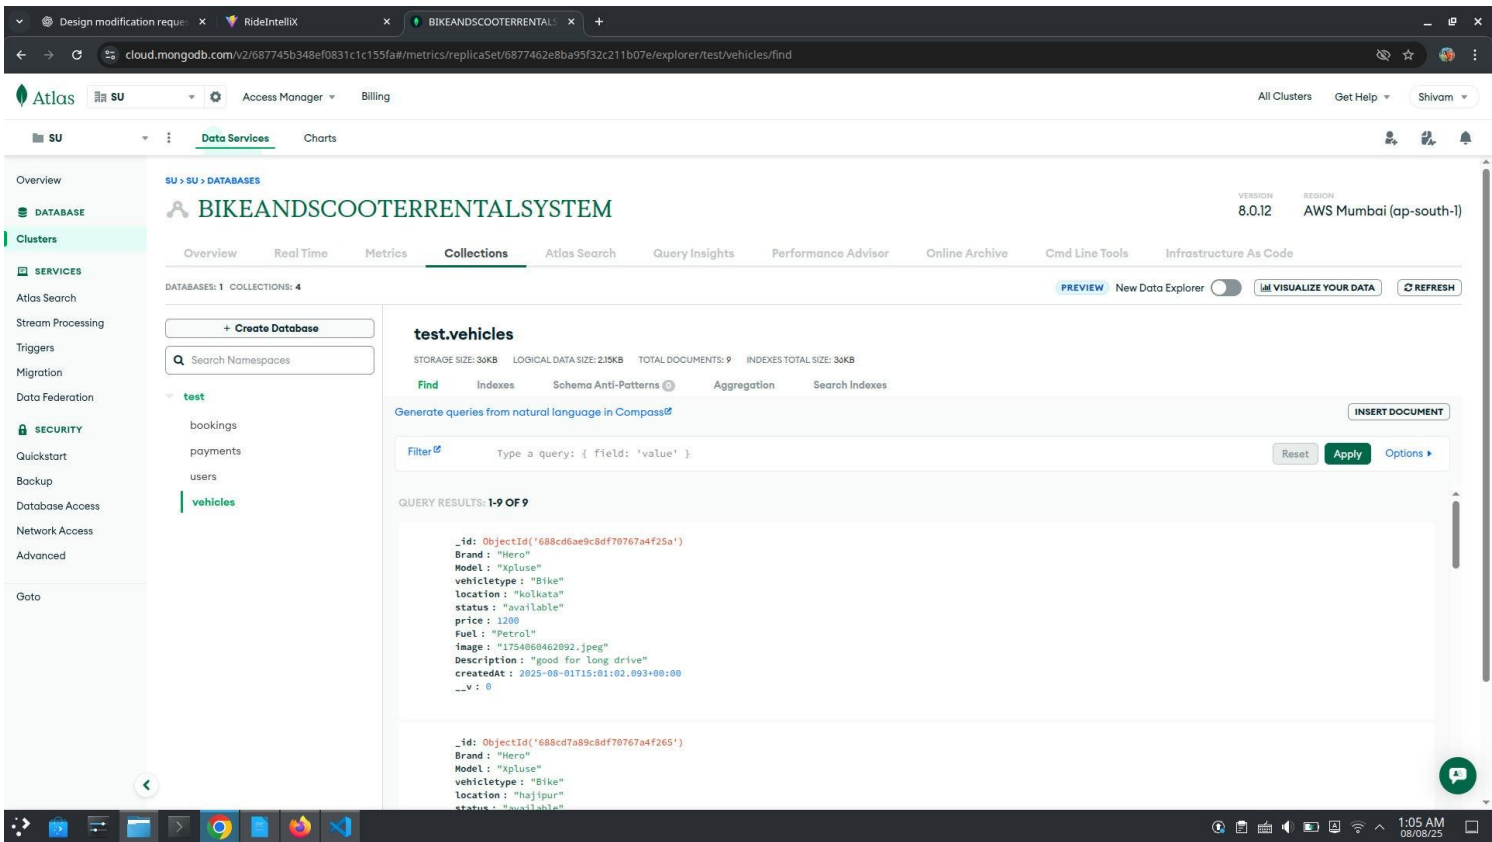 Design modification reques
RideIntelliX
BIKEANDSCOOTERRENTALS
cloud.mongodb.com/v2/687745b348ef0831c1c155fa#/metrics/replicaSet/6877462e8ba95f32c211b07e/explorer/test/vehicles/find
Atlas SU Access Manager Billing All Clusters Get Help Shivam
SU Data Services Charts
Overview
DATABASE
Clusters
SERVICES
Atlas Search
Stream Processing
Triggers
Migration
Data Federation
SECURITY
Quickstart
Backup
Database Access
Network Access
Advanced
Goto
SU > SU > DATABASES
BIKEANDSCOOTERRENTALSYSTEM
VERSION
8.0.12
REGION
AWS Mumbai (ap-south-1)
Overview Real Time Metrics Collections Atlas Search Query Insights Performance Advisor Online Archive Cmd Line Tools Infrastructure As Code
DATABASES: 1 COLLECTIONS: 4
PREVIEW New Data Explorer VISUALIZE YOUR DATA REFRESH
+ Create Database
Search Namespaces
test
bookings
payments
users
vehicles
test.vehicles
STORAGE SIZE: 36KB LOGICAL DATA SIZE: 2.15KB TOTAL DOCUMENTS: 9 INDEXES TOTAL SIZE: 36KB
Find Indexes Schema Anti-Patterns 0 Aggregation Search Indexes
Generate queries from natural language in Compass
INSERT DOCUMENT
Filter Type a query: { field: 'value' } Reset Apply Options
QUERY RESULTS: 1-9 OF 9
_id: ObjectId('688cd6ae9c8df70767a4f25a')
Brand : "Hero"
Model : "Xpluse"
vehicletype : "Bike"
location : "kolkata"
status : "available"
price : 1200
Fuel : "Petrol"
image : "1754060462092.jpeg"
Description : "good for long drive"
createdAt : 2025-08-01T15:01:02.093+00:00
__v : 0
_id: ObjectId('688cd7a89c8df70767a4f265')
Brand : "Hero"
Model : "Xpluse"
vehicletype : "Bike"
location : "hajipur"
status : "available"
1:05 AM
08/08/25